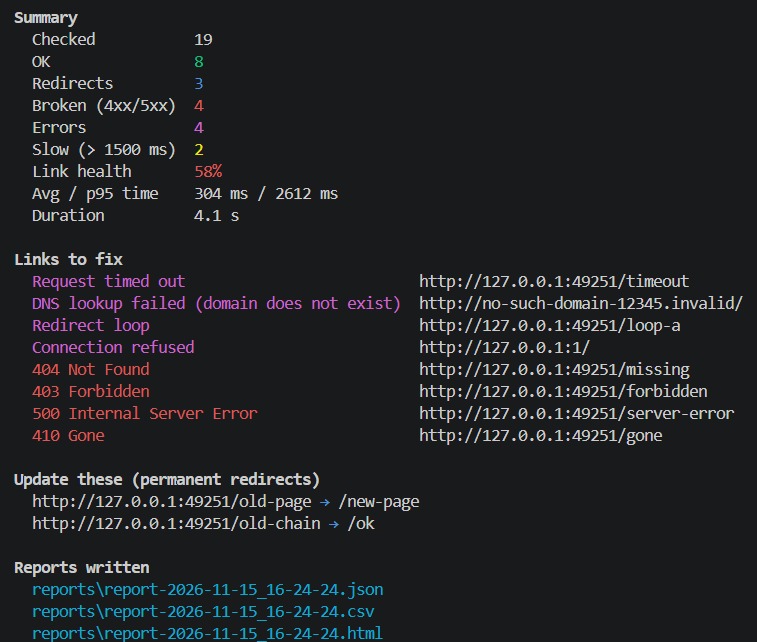 Summary
Checked 19
OK 8
Redirects 3
Broken (4xx/5xx) 4
Errors 4
Slow (> 1500 ms) 2
Link health 58%
Avg / p95 time 304 ms / 2612 ms
Duration 4.1 s
Links to fix
Request timed out http://127.0.0.1:49251/timeout
DNS lookup failed (domain does not exist) http://no-such-domain-12345.invalid/
Redirect loop http://127.0.0.1:49251/loop-a
Connection refused http://127.0.0.1:1/
404 Not Found http://127.0.0.1:49251/missing
403 Forbidden http://127.0.0.1:49251/forbidden
500 Internal Server Error http://127.0.0.1:49251/server-error
410 Gone http://127.0.0.1:49251/gone
Update these (permanent redirects)
http://127.0.0.1:49251/old-page → /new-page
http://127.0.0.1:49251/old-chain → /ok
Reports written
reports\report-2026-11-15_16-24-24.json
reports\report-2026-11-15_16-24-24.csv
reports\report-2026-11-15_16-24-24.html